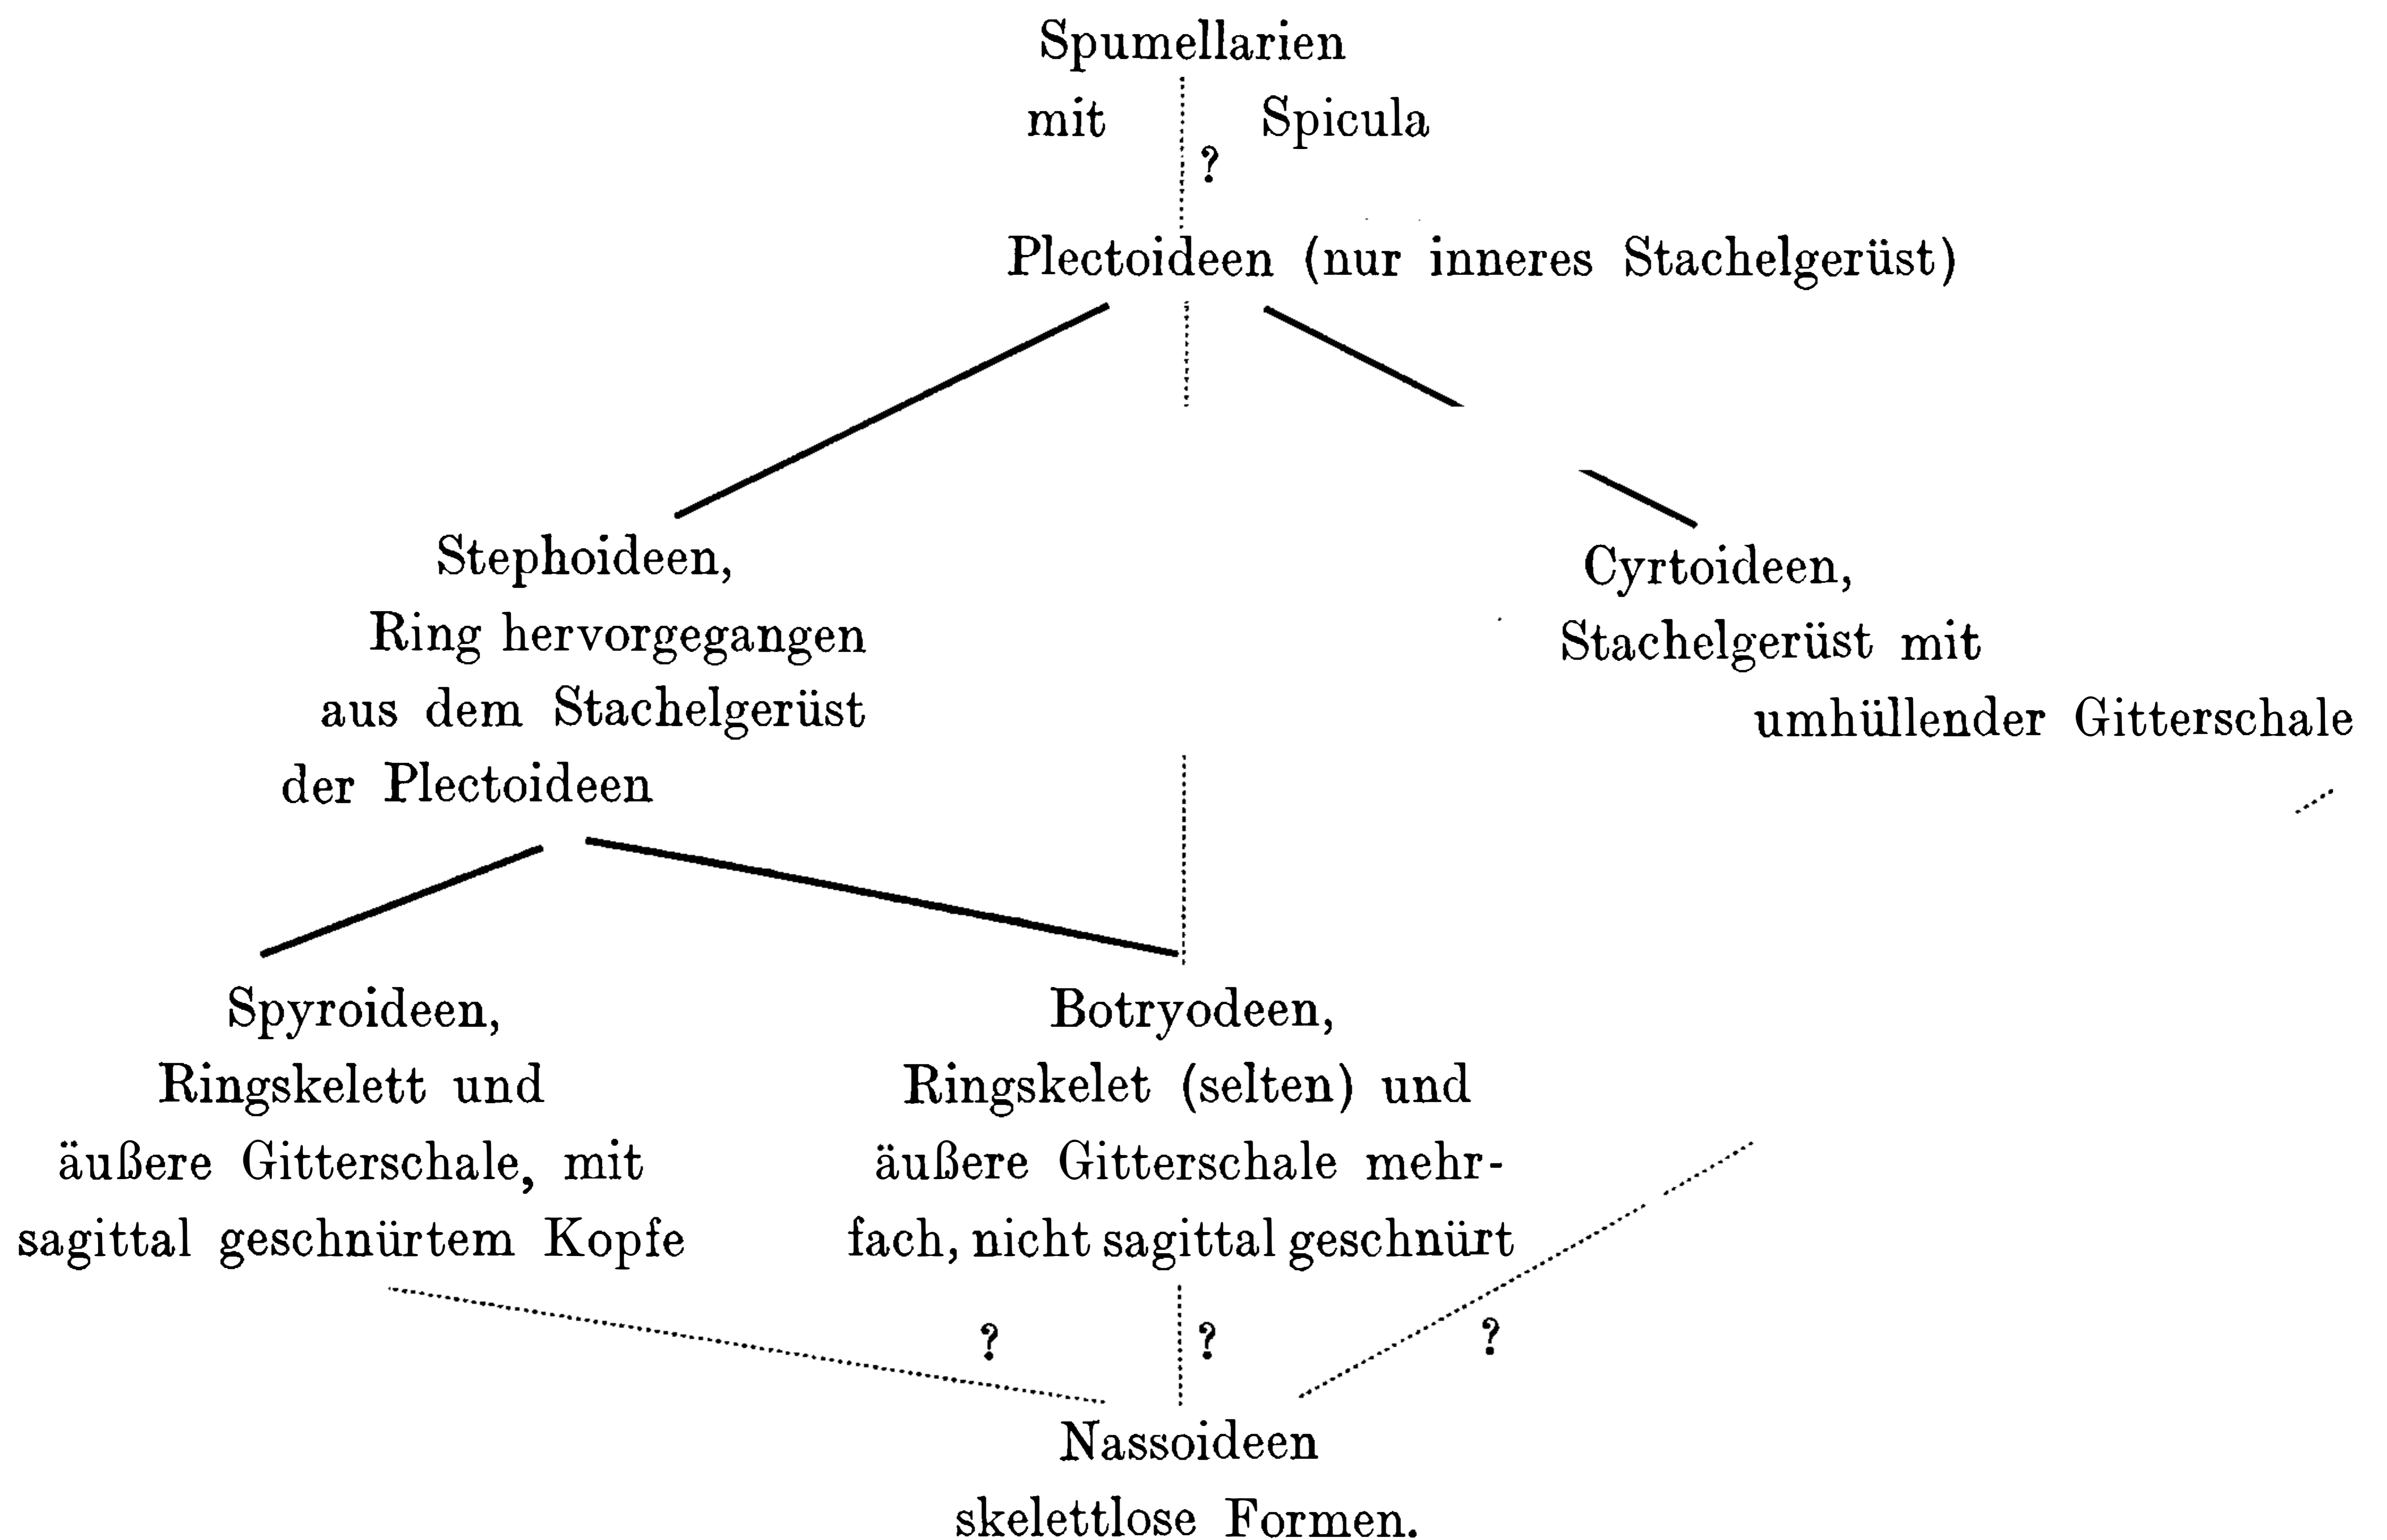 Spumellarien
mit Spicula
?
Plectoideen (nur inneres Stachelgerüst)
Stephoideen,
Ring hervorgegangen
aus dem Stachelgerüst
der Plectoideen
Cyrtoideen,
Stachelgerüst mit
umhüllender Gitterschale
Spyroideen,
Ringskelett und
äußere Gitterschale, mit
sagittal geschnürtem Kopfe
Botryodeen,
Ringskelet (selten) und
äußere Gitterschale mehr-
fach, nicht sagittal geschnürt
? ? ?
Nassoideen
skelettlose Formen.